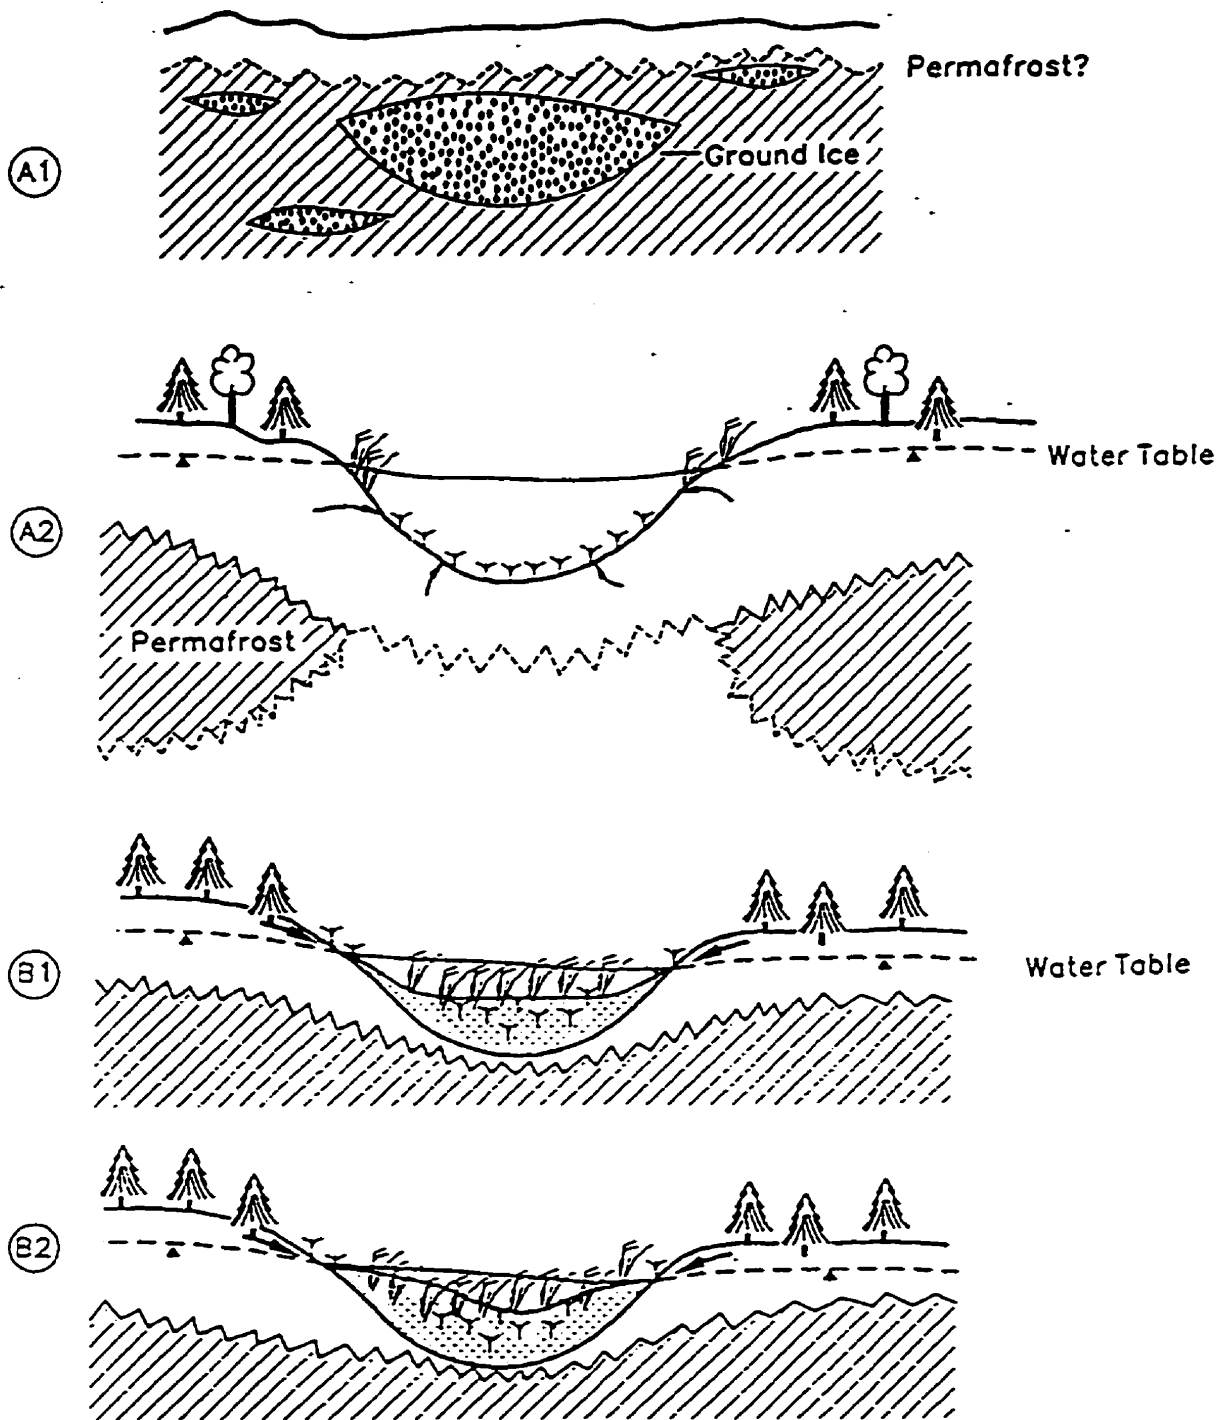 Permafrost?
A1
Ground Ice
Water Table
A2
Permafrost
B1
Water Table
B2